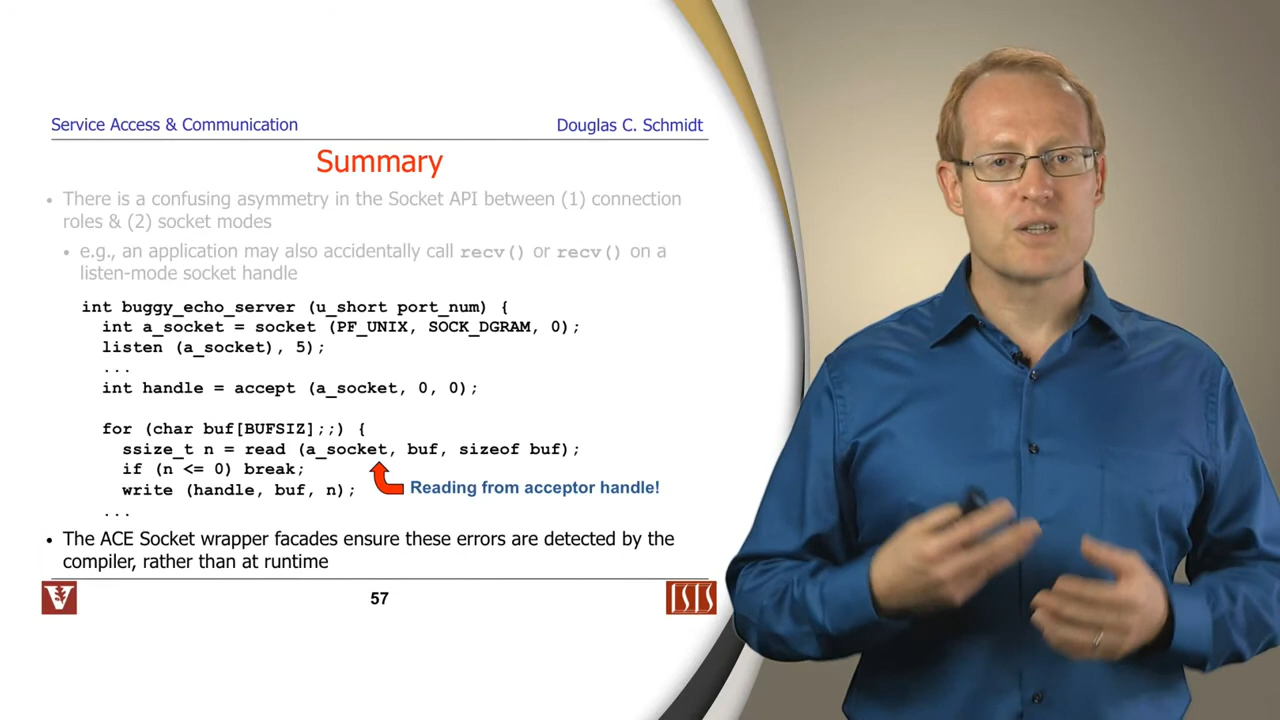 Service Access & Communication
Douglas C. Schmidt
Summary
• There is a confusing asymmetry in the Socket API between (1) connection
roles & (2) socket modes
• e.g., an application may also accidentally call recv() or recv() on a
listen-mode socket handle
int buggy_echo_server (u_short port_num) {
int a_socket = socket (PF_UNIX, SOCK_DGRAM, 0);
listen (a_socket), 5);
...
int handle = accept (a_socket, 0, 0);
for (char buf[BUFSIZ];;) {
ssize_t n = read (a_socket, buf, sizeof buf);
if (n <= 0) break;
write (handle, buf, n);
Reading from acceptor handle!
...
• The ACE Socket wrapper facades ensure these errors are detected by the
compiler, rather than at runtime
V
57
ISIS